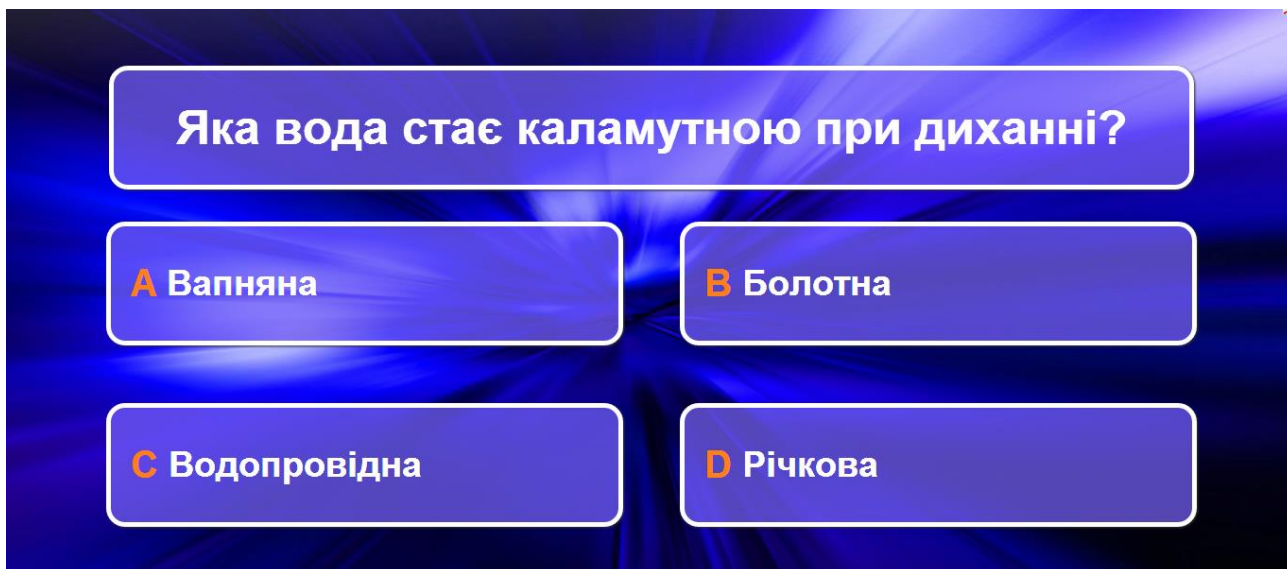 Яка вода стає каламутною при диханні?
A Вапняна
B Болотна
C Водопровідна
D Річкова